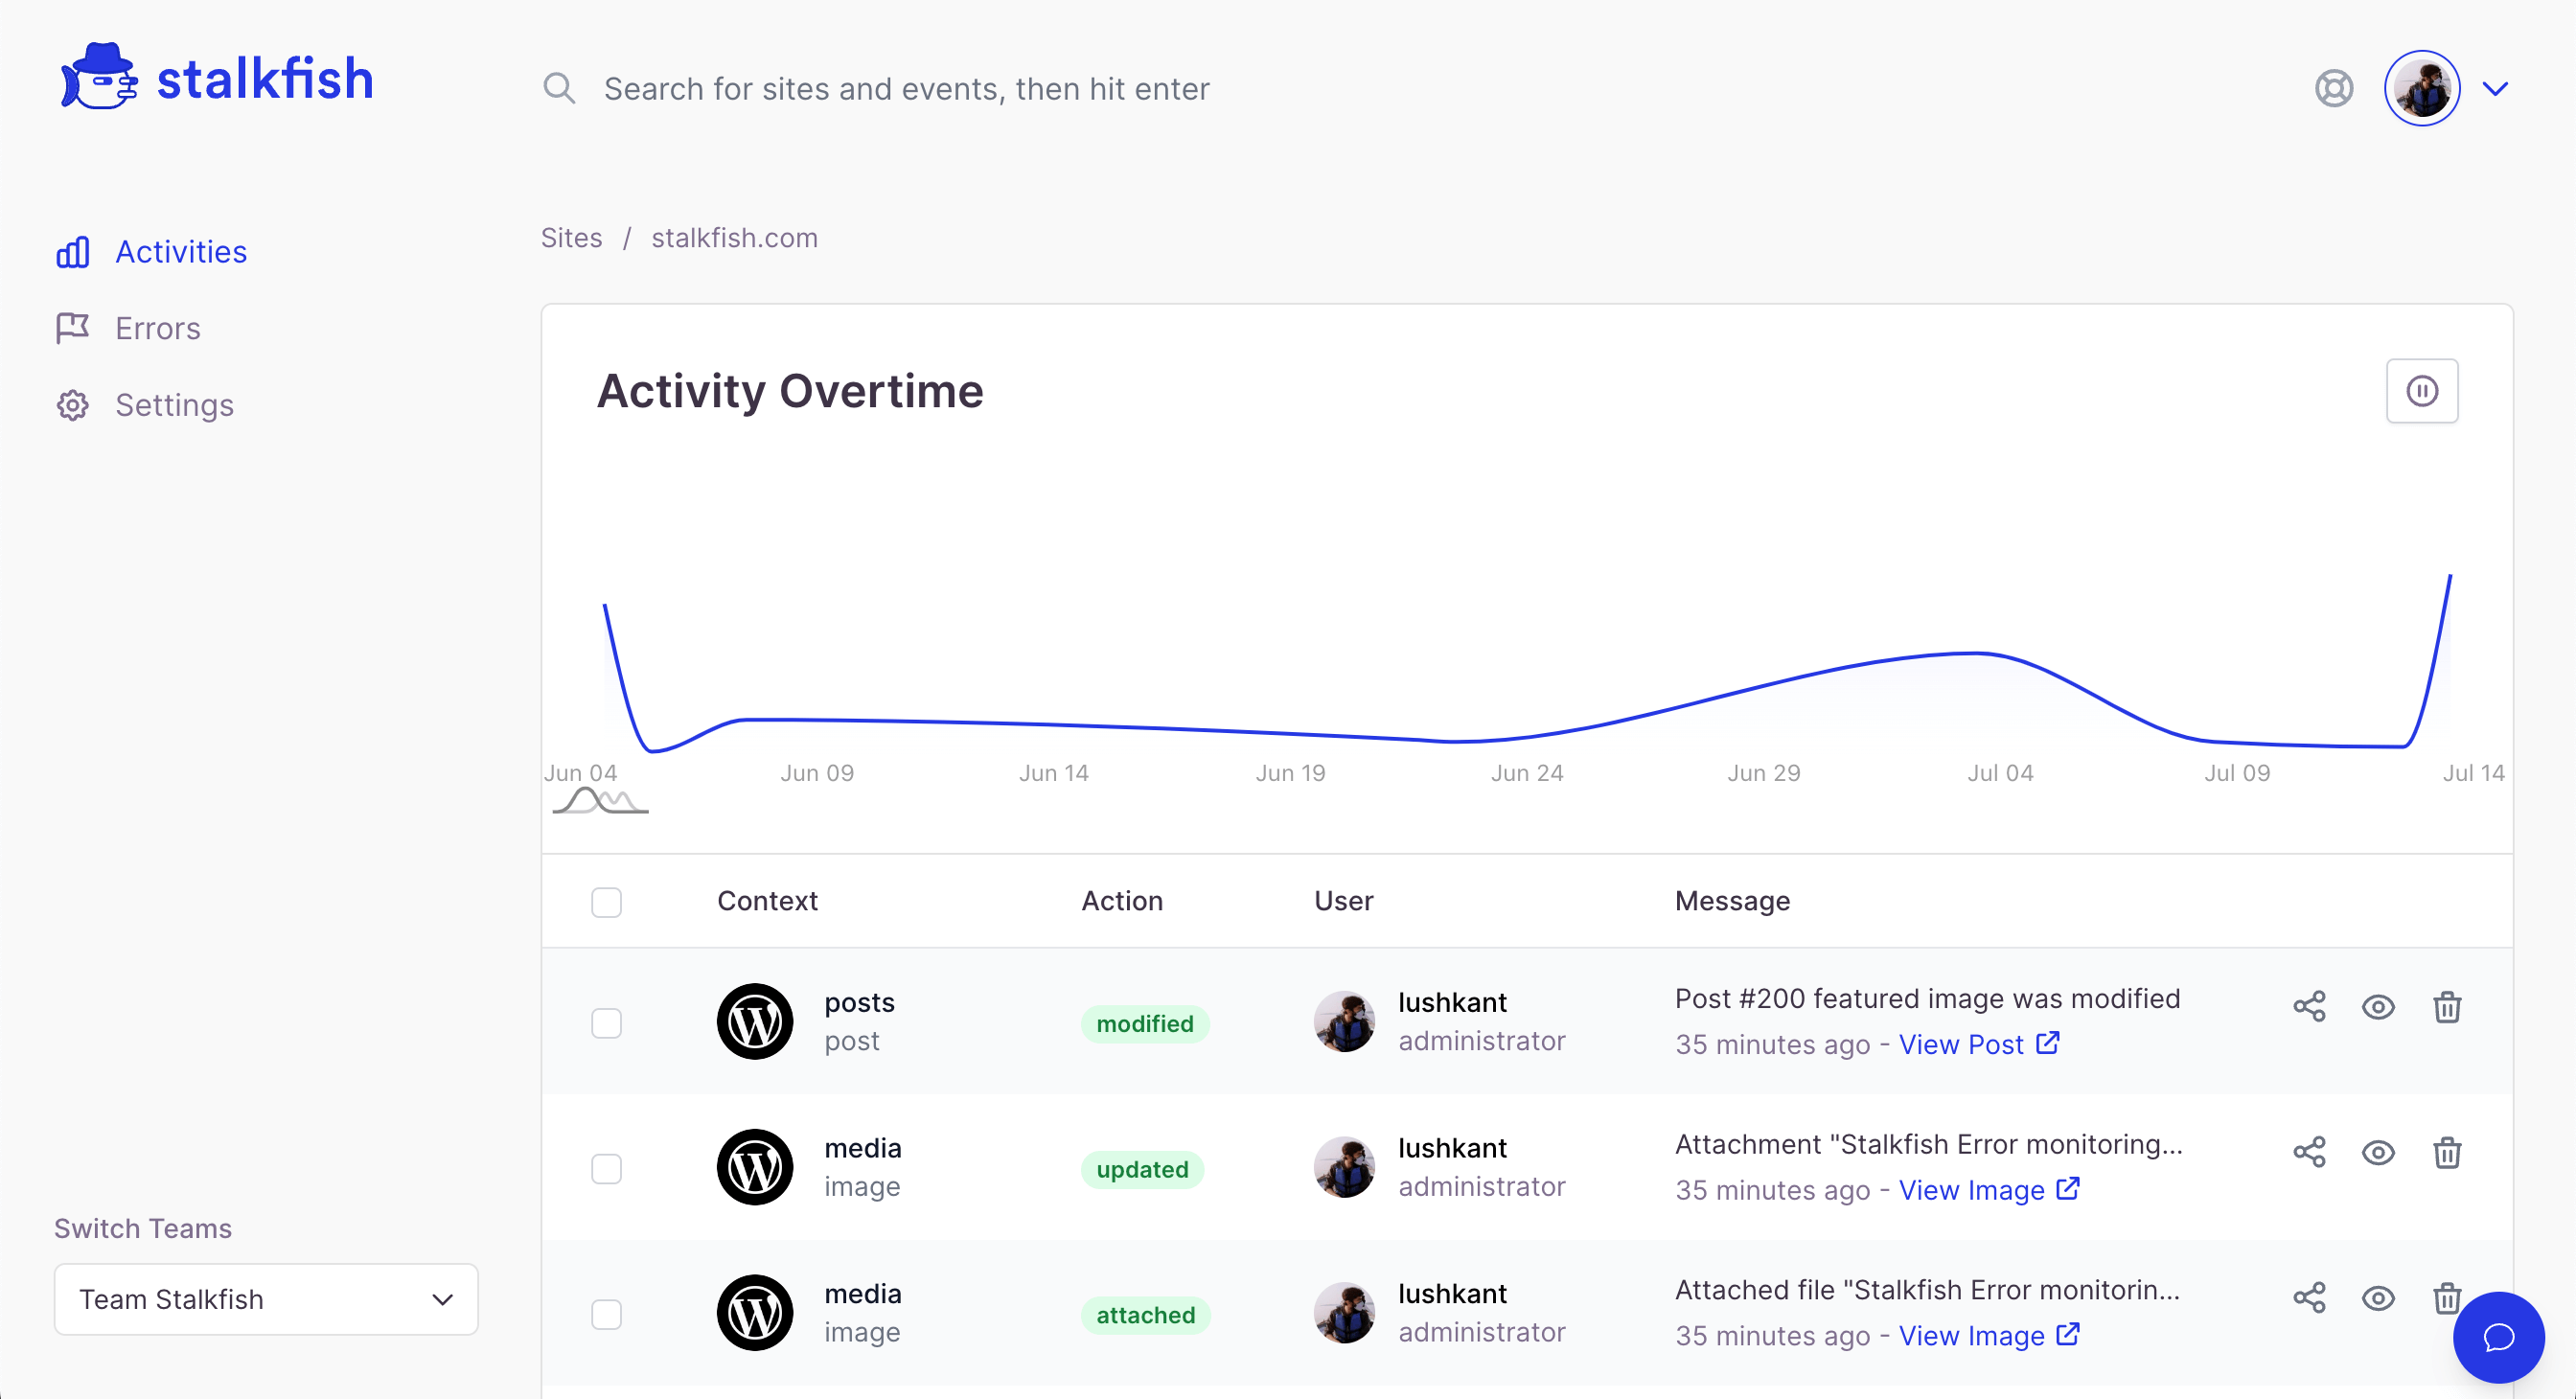 stalkfish
Search for sites and events, then hit enter
Activities
Errors
Settings
Sites / stalkfish.com
Activity Overtime
Jun 04 Jun 09 Jun 14 Jun 19 Jun 24 Jun 29 Jul 04 Jul 09 Jul 14
Context Action User Message
posts
post
modified
lushkant
administrator
Post #200 featured image was modified
35 minutes ago - View Post
media
image
updated
lushkant
administrator
Attachment "Stalkfish Error monitoring...
35 minutes ago - View Image
media
image
attached
lushkant
administrator
Attached file "Stalkfish Error monitorin...
35 minutes ago - View Image
Switch Teams
Team Stalkfish